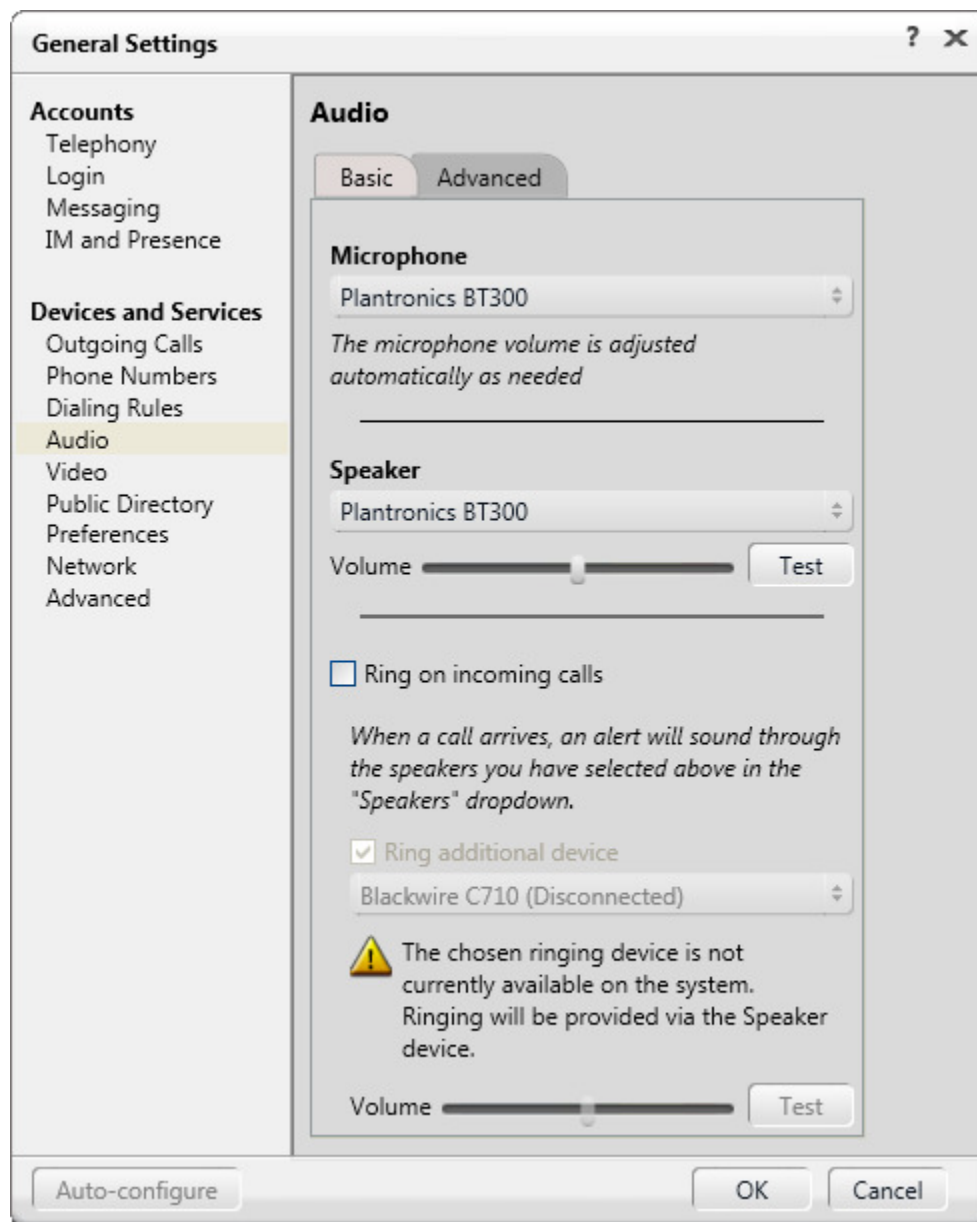 General Settings
?
Accounts
Telephony
Login
Messaging
IM and Presence
Devices and Services
Outgoing Calls
Phone Numbers
Dialing Rules
Audio
Video
Public Directory
Preferences
Network
Advanced
Audio
Basic
Advanced
Microphone
Plantronics BT300
The microphone volume is adjusted
automatically as needed
Speaker
Plantronics BT300
Volume
Test
Ring on incoming calls
When a call arrives, an alert will sound through
the speakers you have selected above in the
"Speakers" dropdown.
Ring additional device
Blackwire C710 (Disconnected)
The chosen ringing device is not
currently available on the system.
Ringing will be provided via the Speaker
device.
Volume
Test
Auto-configure
OK
Cancel